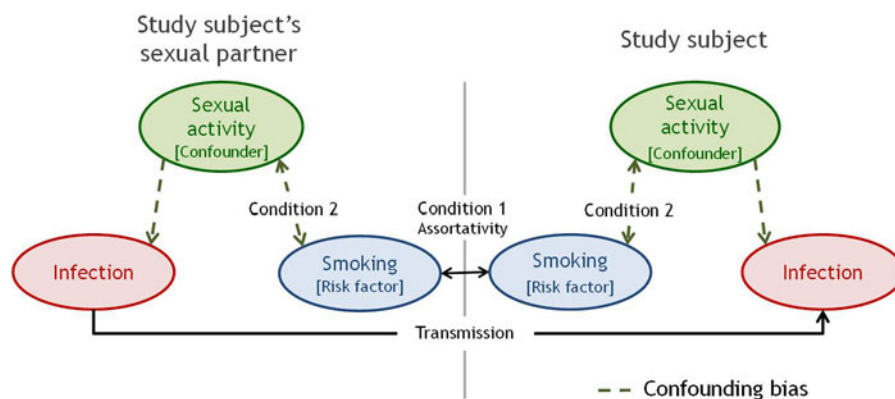 Study subject's
sexual partner
Study subject
Sexual
activity
[Confounder]
Sexual
activity
[Confounder]
Condition 2
Condition 1
Assortativity
Condition 2
Infection
Smoking
[Risk factor]
Smoking
[Risk factor]
Infection
Transmission
Confounding bias